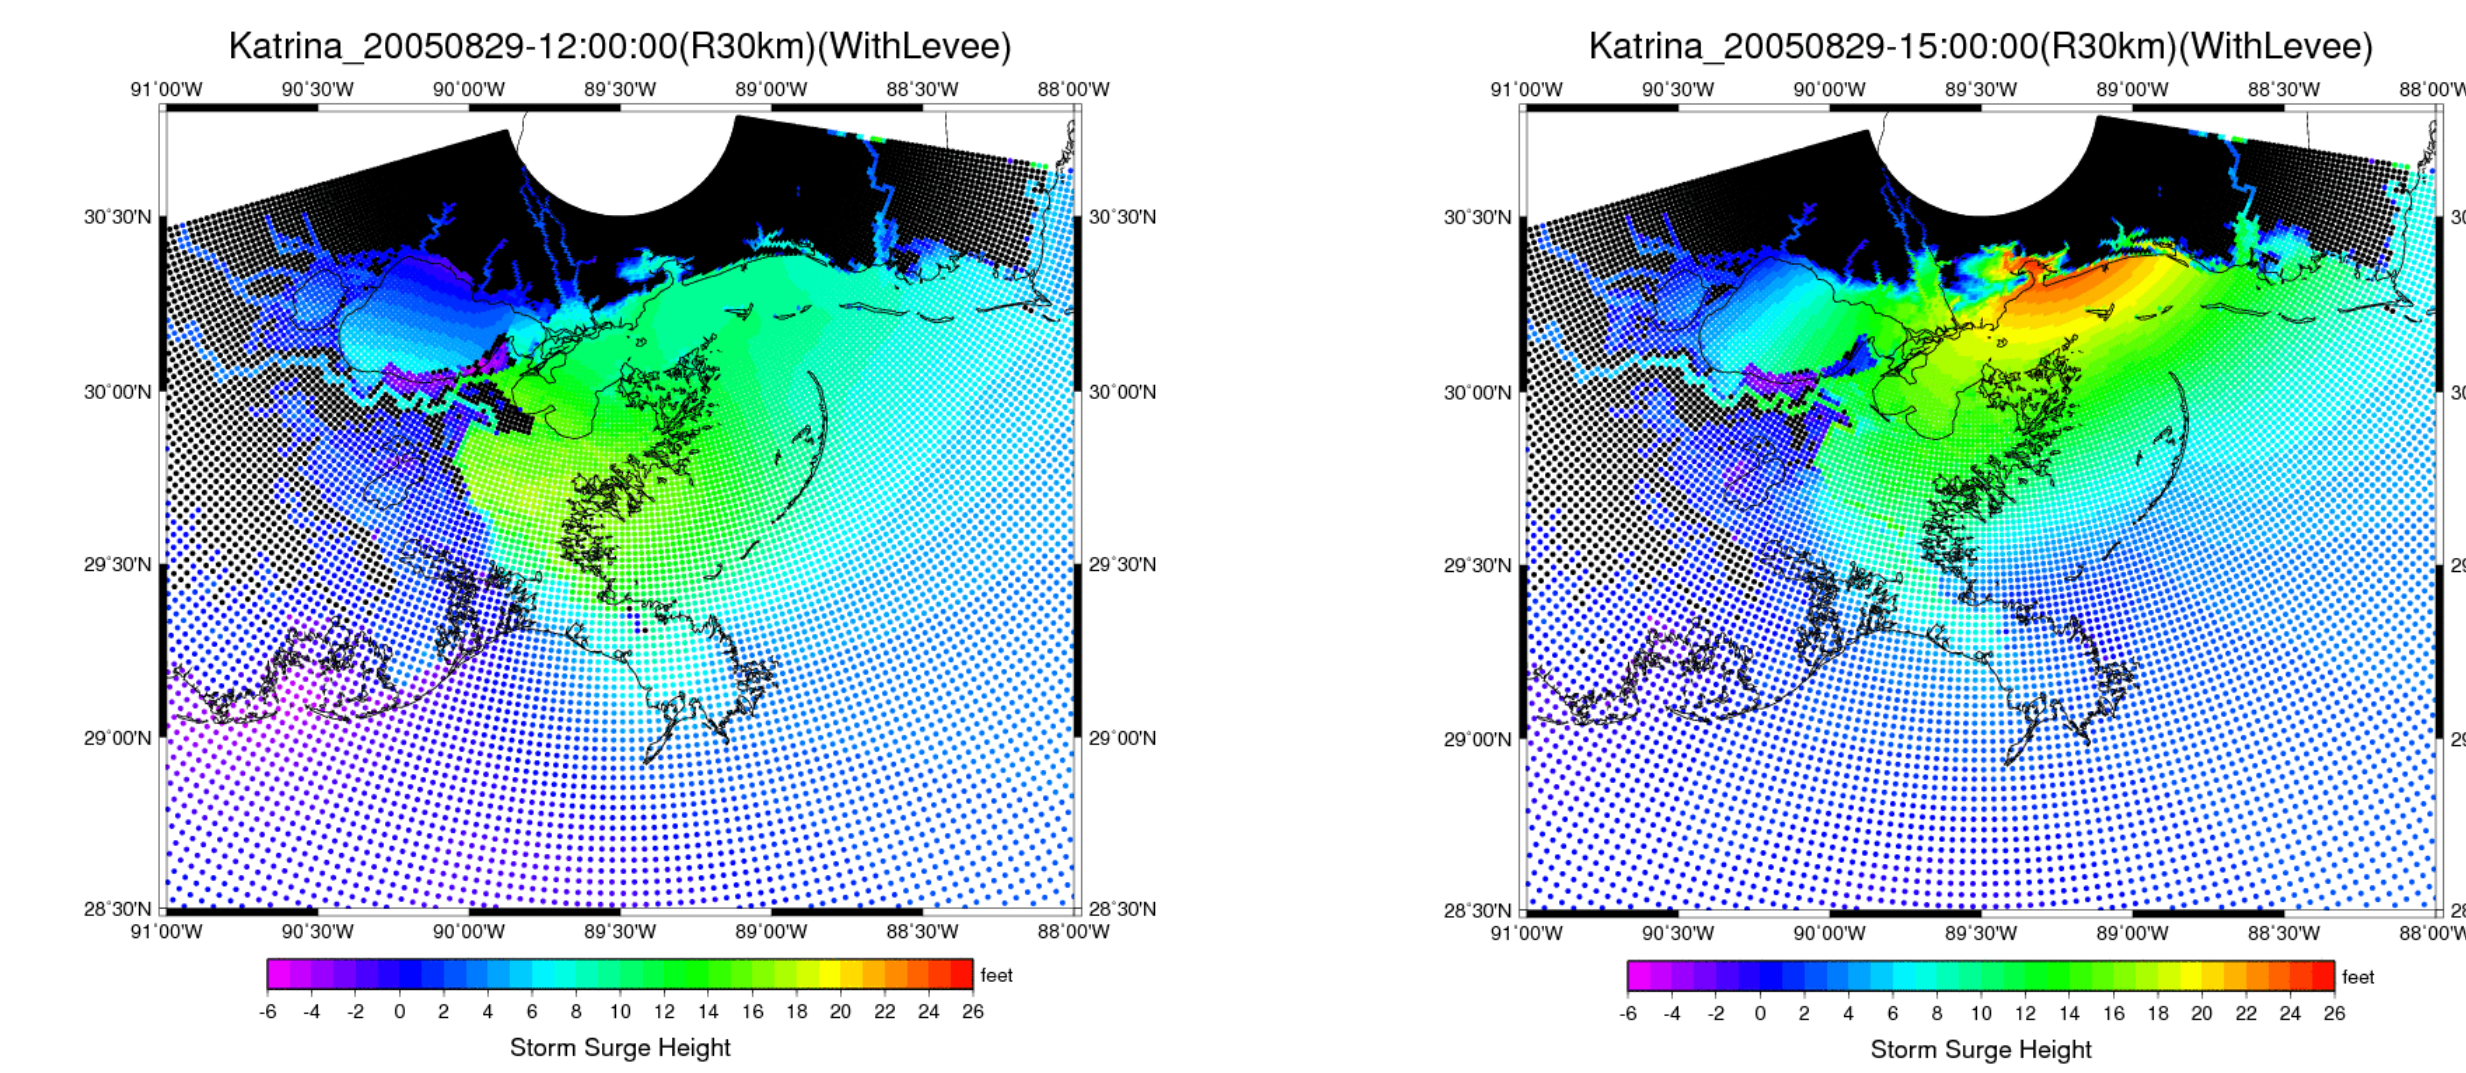 Katrina_20050829-12:00:00(R30km)(WithLevee)
91°00'W 90°30'W 90°00'W 89°30'W 89°00'W 88°30'W 88°00'W
30°30'N 30°30'N
30°00'N 30°00'N
29°30'N 29°30'N
29°00'N 29°00'N
28°30'N 28°30'N
91°00'W 90°30'W 90°00'W 89°30'W 89°00'W 88°30'W 88°00'W
feet
-6 -4 -2 0 2 4 6 8 10 12 14 16 18 20 22 24 26
Storm Surge Height
Katrina_20050829-15:00:00(R30km)(WithLevee)
91°00'W 90°30'W 90°00'W 89°30'W 89°00'W 88°30'W 88°00'W
30°30'N 30
30°00'N 30
29°30'N 29
29°00'N 29
28°30'N 28
91°00'W 90°30'W 90°00'W 89°30'W 89°00'W 88°30'W 88°00'W
feet
-6 -4 -2 0 2 4 6 8 10 12 14 16 18 20 22 24 26
Storm Surge Height